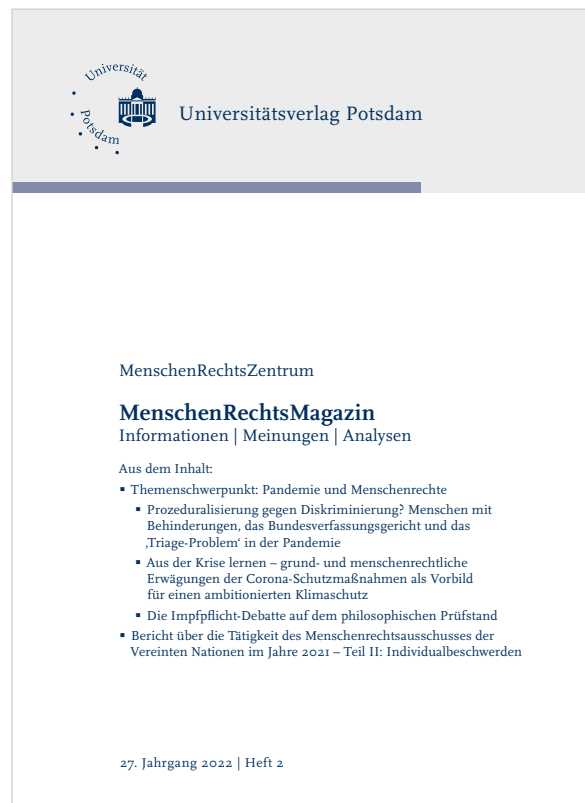 Universität
Potsdam
Universitätsverlag Potsdam
MenschenRechtsZentrum
MenschenRechtsMagazin
Informationen | Meinungen | Analysen
Aus dem Inhalt:
▪ Themenschwerpunkt: Pandemie und Menschenrechte
▪ Prozeduralisierung gegen Diskriminierung? Menschen mit
Behinderungen, das Bundesverfassungsgericht und das
‚Triage-Problem‘ in der Pandemie
▪ Aus der Krise lernen – grund- und menschenrechtliche
Erwägungen der Corona-Schutzmaßnahmen als Vorbild
für einen ambitionierten Klimaschutz
▪ Die Impfpflicht-Debatte auf dem philosophischen Prüfstand
▪ Bericht über die Tätigkeit des Menschenrechtsausschusses der
Vereinten Nationen im Jahre 2021 – Teil II: Individualbeschwerden
27. Jahrgang 2022 | Heft 2